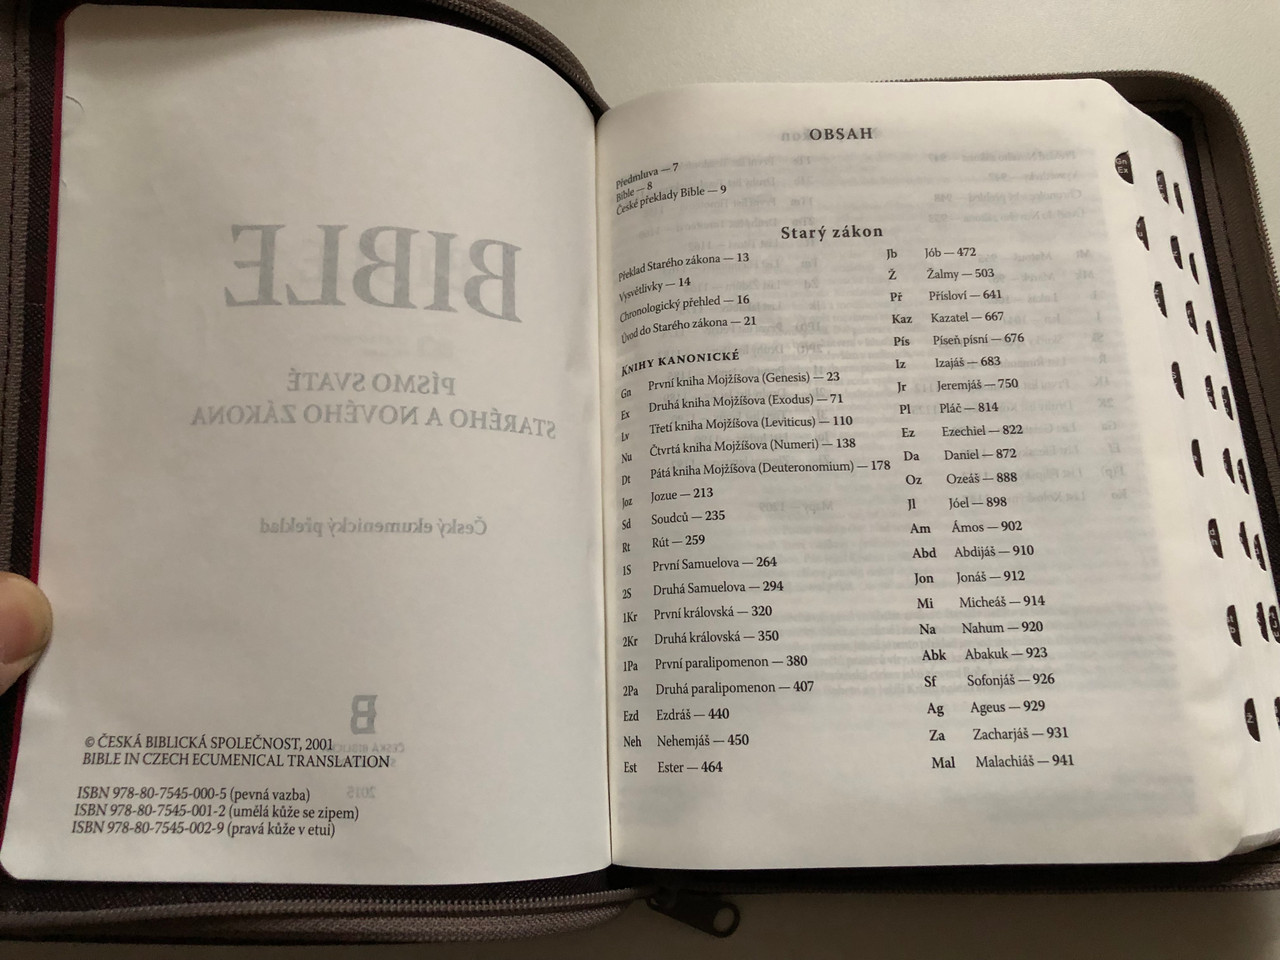 BIBLE
PÍSMO SVATÉ
STARÉHO A NOVÉHO ZÁKONA
Český ekumenický překlad
B
ČESKÁ BIBLICKÁ
2015
© ČESKÁ BIBLICKÁ SPOLEČNOST, 2001
BIBLE IN CZECH ECUMENICAL TRANSLATION
ISBN 978-80-7545-000-5 (pevná vazba)
ISBN 978-80-7545-001-2 (umělá kůže se zipem)
ISBN 978-80-7545-002-9 (pravá kůže v etui)
OBSAH
Předmluva — 7
Bible — 8
České překlady Bible — 9
Starý zákon
Překlad Starého zákona — 13
Vysvětlivky — 14
Chronologický přehled — 16
Úvod do Starého zákona — 21
KNIHY KANONICKÉ
Gn První kniha Mojžíšova (Genesis) — 23
Ex Druhá kniha Mojžíšova (Exodus) — 71
Lv Třetí kniha Mojžíšova (Leviticus) — 110
Nu Čtvrtá kniha Mojžíšova (Numeri) — 138
Dt Pátá kniha Mojžíšova (Deuteronomium) — 178
Joz Jozue — 213
Sd Soudců — 235
Rt Rút — 259
1S První Samuelova — 264
2S Druhá Samuelova — 294
1Kr První královská — 320
2Kr Druhá královská — 350
1Pa První paralipomenon — 380
2Pa Druhá paralipomenon — 407
Ezd Ezdráš — 440
Neh Nehemjáš — 450
Est Ester — 464
Jb Jób — 472
Ž Žalmy — 503
Př Přísloví — 641
Kaz Kazatel — 667
Pís Píseň písní — 676
Iz Izajáš — 683
Jr Jeremjáš — 750
Pl Pláč — 814
Ez Ezechiel — 822
Da Daniel — 872
Oz Ozeáš — 888
Jl Jóel — 898
Am Ámos — 902
Abd Abdijáš — 910
Jon Jonáš — 912
Mi Micheáš — 914
Na Nahum — 920
Abk Abakuk — 923
Sf Sofonjáš — 926
Ag Ageus — 929
Za Zacharjáš — 931
Mal Malachiáš — 941
Gn
Ex
Ž